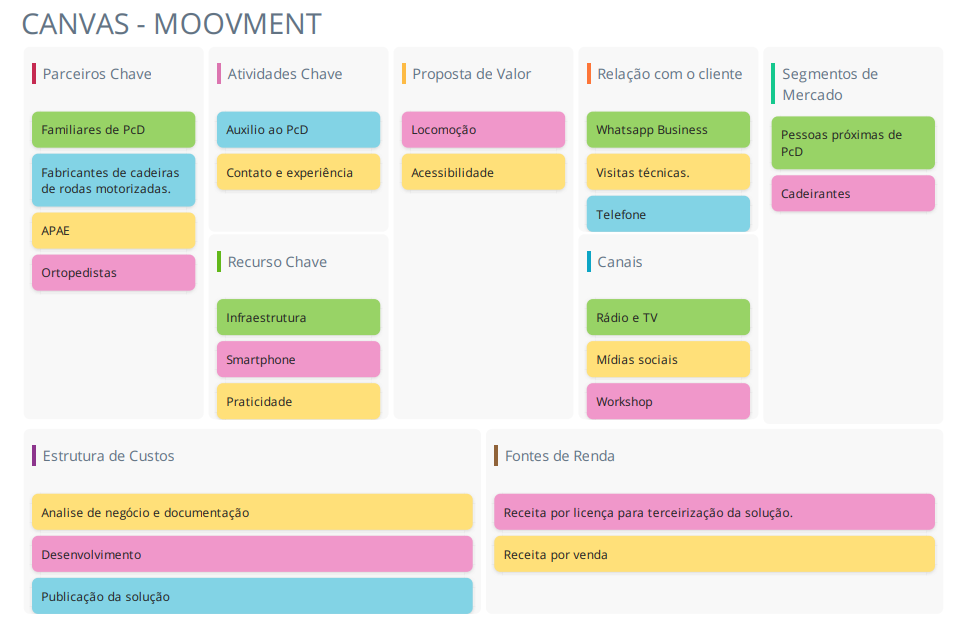 CANVAS - MOOVMENT
Parceiros Chave
Familiares de PcD
Fabricantes de cadeiras
de rodas motorizadas.
APAE
Ortopedistas
Atividades Chave
Auxilio ao PcD
Contato e experiência
Recurso Chave
Infraestrutura
Smartphone
Praticidade
Proposta de Valor
Locomoção
Acessibilidade
Relação com o cliente
Whatsapp Business
Visitas técnicas.
Telefone
Canais
Rádio e TV
Mídias sociais
Workshop
Segmentos de
Mercado
Pessoas próximas de
PcD
Cadeirantes
Estrutura de Custos
Analise de negócio e documentação
Desenvolvimento
Publicação da solução
Fontes de Renda
Receita por licença para terceirização da solução.
Receita por venda